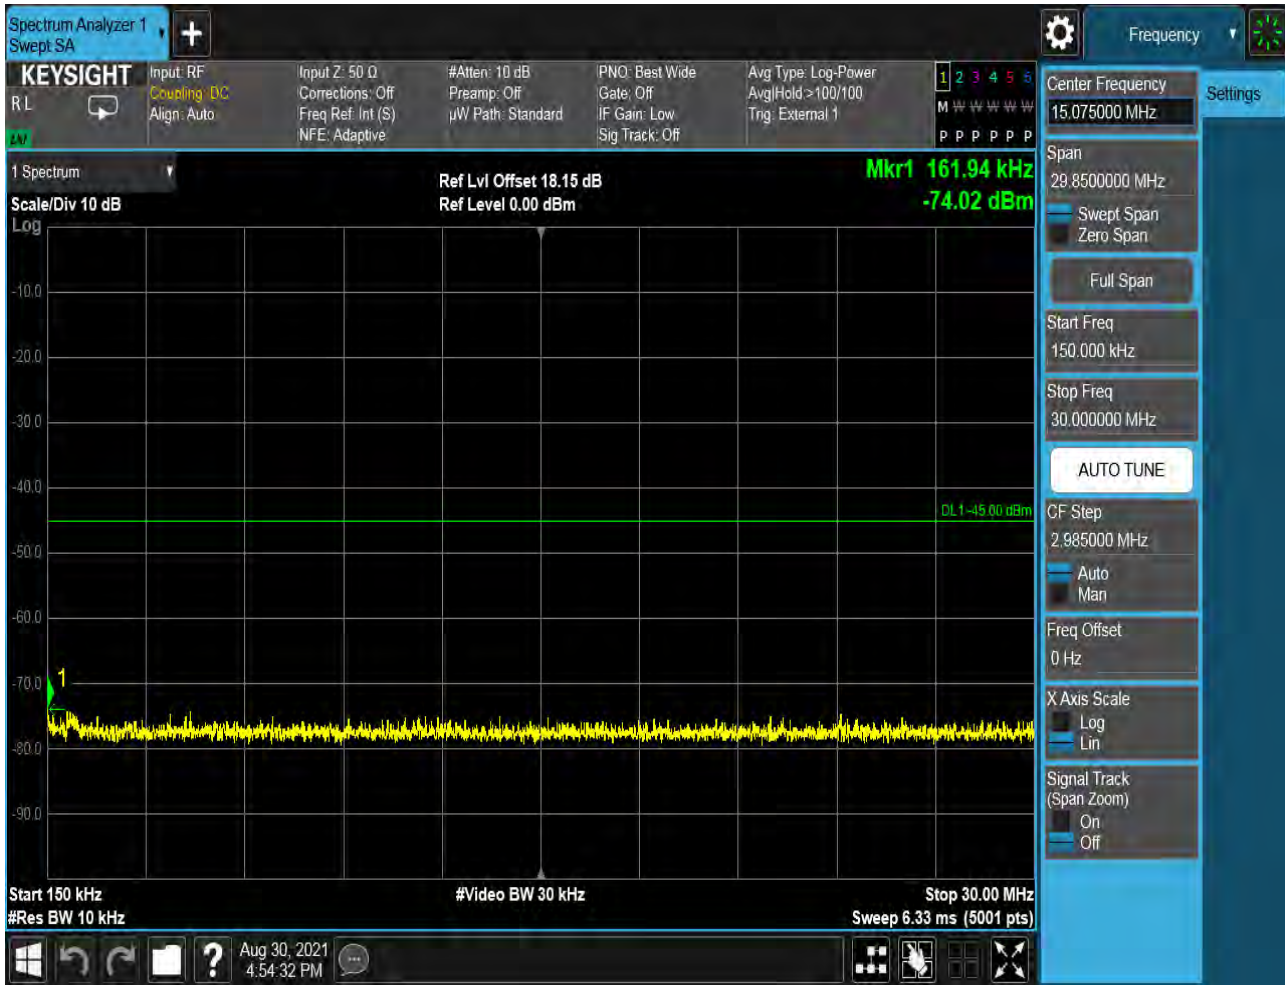 Spectrum Analyzer 1
Swept SA
Frequency
KEYSIGHT
R L
LNI
Input: RF
Coupling: DC
Align: Auto
Input Z: 50 Ω
Corrections: Off
Freq Ref: Int (S)
NFE: Adaptive
#Atten: 10 dB
Preamp: Off
µW Path: Standard
PNO: Best Wide
Gate: Off
IF Gain: Low
Sig Track: Off
Avg Type: Log-Power
Avg|Hold:>100/100
Trig: External 1
1 2 3 4 5 6
M W W W W W
P P P P P P
1 Spectrum
Scale/Div 10 dB
Log
Ref Lvl Offset 18.15 dB
Ref Level 0.00 dBm
Mkr1 161.94 kHz
-74.02 dBm
-10.0
-20.0
-30.0
-40.0
DL1 -45.00 dBm
-50.0
-60.0
-70.0
1
-80.0
-90.0
Start 150 kHz
#Res BW 10 kHz
#Video BW 30 kHz
Stop 30.00 MHz
Sweep 6.33 ms (5001 pts)
Center Frequency
15.075000 MHz
Settings
Span
29.8500000 MHz
Swept Span
Zero Span
Full Span
Start Freq
150.000 kHz
Stop Freq
30.000000 MHz
AUTO TUNE
CF Step
2.985000 MHz
Auto
Man
Freq Offset
0 Hz
X Axis Scale
Log
Lin
Signal Track
(Span Zoom)
On
Off
?
Aug 30, 2021
4:54:32 PM